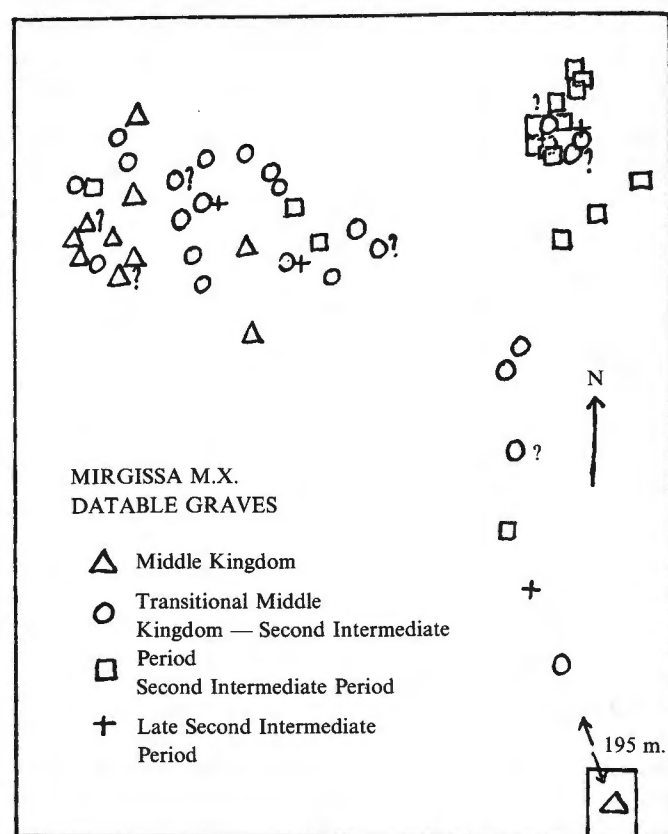 ?
?
?
?
?
?
?
N
?
MIRGISSA M.X.
DATABLE GRAVES
Middle Kingdom
Transitional Middle
Kingdom — Second Intermediate
Period
Second Intermediate Period
Late Second Intermediate
Period
195 m.